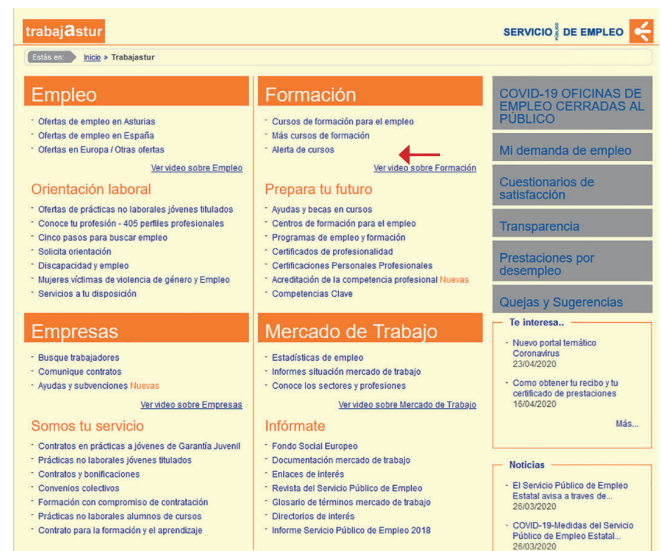 trabajastur
SERVICIO PÚBLICO DE EMPLEO
Estás en: Inicio » Trabajastur
Empleo
- Ofertas de empleo en Asturias
- Ofertas de empleo en España
- Ofertas en Europa / Otras ofertas
Ver video sobre Empleo
Orientación laboral
- Ofertas de prácticas no laborales jóvenes titulados
- Conoce tu profesión - 405 perfiles profesionales
- Cinco pasos para buscar empleo
- Solicita orientación
- Discapacidad y empleo
- Mujeres víctimas de violencia de género y Empleo
- Servicios a tu disposición
Formación
- Cursos de formación para el empleo
- Más cursos de formación
- Alerta de cursos
Ver video sobre Formación
Prepara tu futuro
- Ayudas y becas en cursos
- Centros de formación para el empleo
- Programas de empleo y formación
- Certificados de profesionalidad
- Certificaciones Personales Profesionales
- Acreditación de la competencia profesional Nuevas
- Competencias Clave
Empresas
- Busque trabajadores
- Comunique contratos
- Ayudas y subvenciones Nuevas
Ver video sobre Empresas
Somos tu servicio
- Contratos en prácticas a jóvenes de Garantía Juvenil
- Prácticas no laborales jóvenes titulados
- Contratos y bonificaciones
- Convenios colectivos
- Formación con compromiso de contratación
- Prácticas no laborales alumnos de cursos
- Contrato para la formación y el aprendizaje
Mercado de Trabajo
- Estadísticas de empleo
- Informes situación mercado de trabajo
- Conoce los sectores y profesiones
Ver video sobre Mercado de Trabajo
Infórmate
- Fondo Social Europeo
- Documentación mercado de trabajo
- Enlaces de interés
- Revista del Servicio Público de Empleo
- Glosario de términos mercado de trabajo
- Directorios de interés
- Informe Servicio Público de Empleo 2018
COVID-19 OFICINAS DE
EMPLEO CERRADAS AL
PÚBLICO
Mi demanda de empleo
Cuestionarios de
satisfacción
Transparencia
Prestaciones por
desempleo
Quejas y Sugerencias
Te interesa..
- Nuevo portal temático
Coronavirus
23/04/2020
- Como obtener tu recibo y tu
certificado de prestaciones
16/04/2020
Más...
Noticias
- El Servicio Público de Empleo
Estatal avisa a traves de...
26/03/2020
- COVID-19-Medidas del Servicio
Público de Empleo Estatal...
26/03/2020